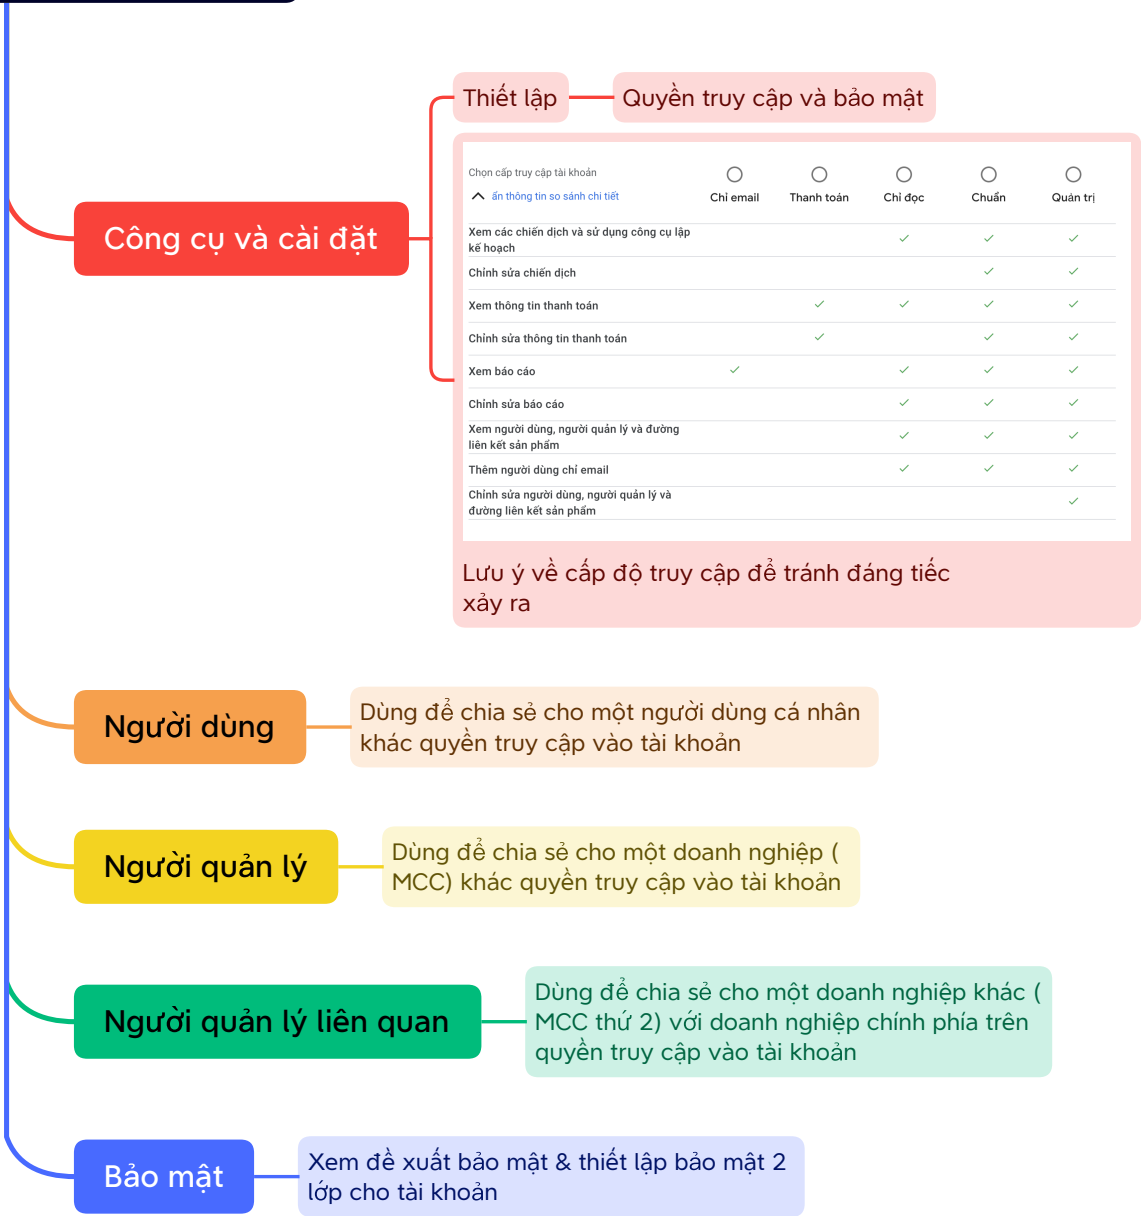 Thiết lập
Quyền truy cập và bảo mật
Công cụ và cài đặt
Chọn cấp truy cập tài khoản
ẩn thông tin so sánh chi tiết
Chỉ email
Thanh toán
Chỉ đọc
Chuẩn
Quản trị
Xem các chiến dịch và sử dụng công cụ lập
kế hoạch
Chỉnh sửa chiến dịch
Xem thông tin thanh toán
Chỉnh sửa thông tin thanh toán
Xem báo cáo
Chỉnh sửa báo cáo
Xem người dùng, người quản lý và đường
liên kết sản phẩm
Thêm người dùng chỉ email
Chỉnh sửa người dùng, người quản lý và
đường liên kết sản phẩm
Lưu ý về cấp độ truy cập để tránh đáng tiếc
xảy ra
Người dùng
Dùng để chia sẻ cho một người dùng cá nhân
khác quyền truy cập vào tài khoản
Người quản lý
Dùng để chia sẻ cho một doanh nghiệp (
MCC) khác quyền truy cập vào tài khoản
Người quản lý liên quan
Dùng để chia sẻ cho một doanh nghiệp khác (
MCC thứ 2) với doanh nghiệp chính phía trên
quyền truy cập vào tài khoản
Bảo mật
Xem đề xuất bảo mật & thiết lập bảo mật 2
lớp cho tài khoản